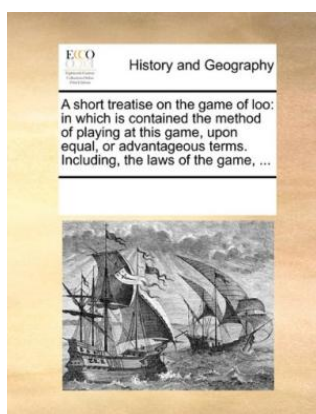 ECCO
History and Geography
A short treatise on the game of loo:
in which is contained the method
of playing at this game, upon
equal, or advantageous terms.
Including, the laws of the game, ...